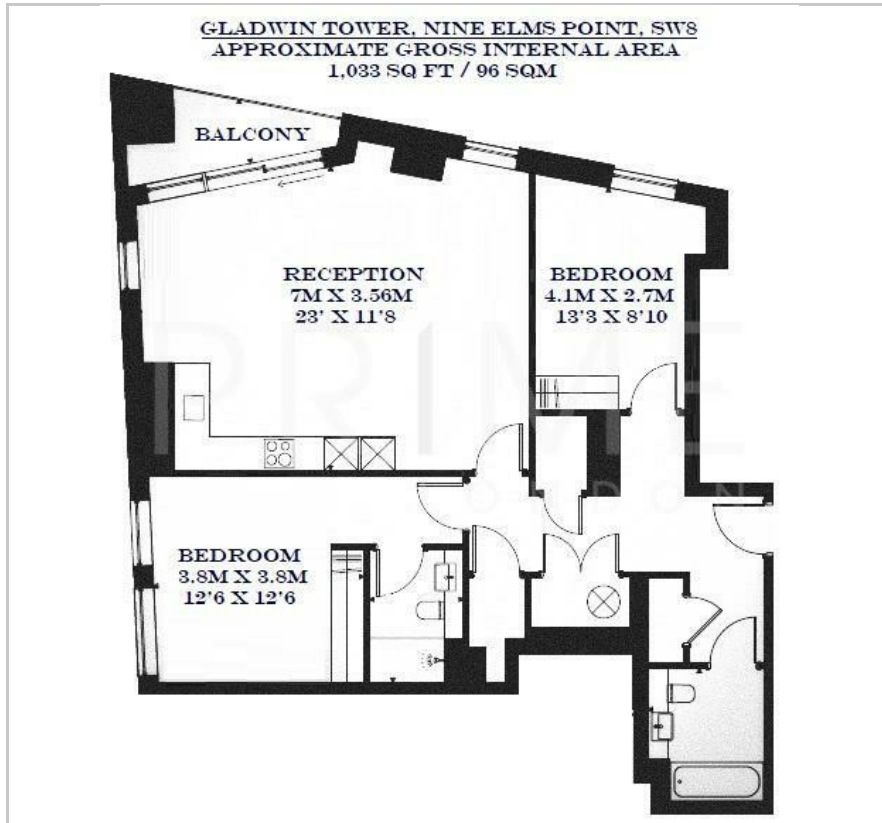 GLADWIN TOWER, NINE ELMS POINT, SW8
APPROXIMATE GROSS INTERNAL AREA
1,033 SQ FT / 96 SQM
BALCONY
RECEPTION
7M X 3.56M
23' X 11'8
BEDROOM
4.1M X 2.7M
13'3 X 8'10
PRIME
LONDON
BEDROOM
3.8M X 3.8M
12'6 X 12'6